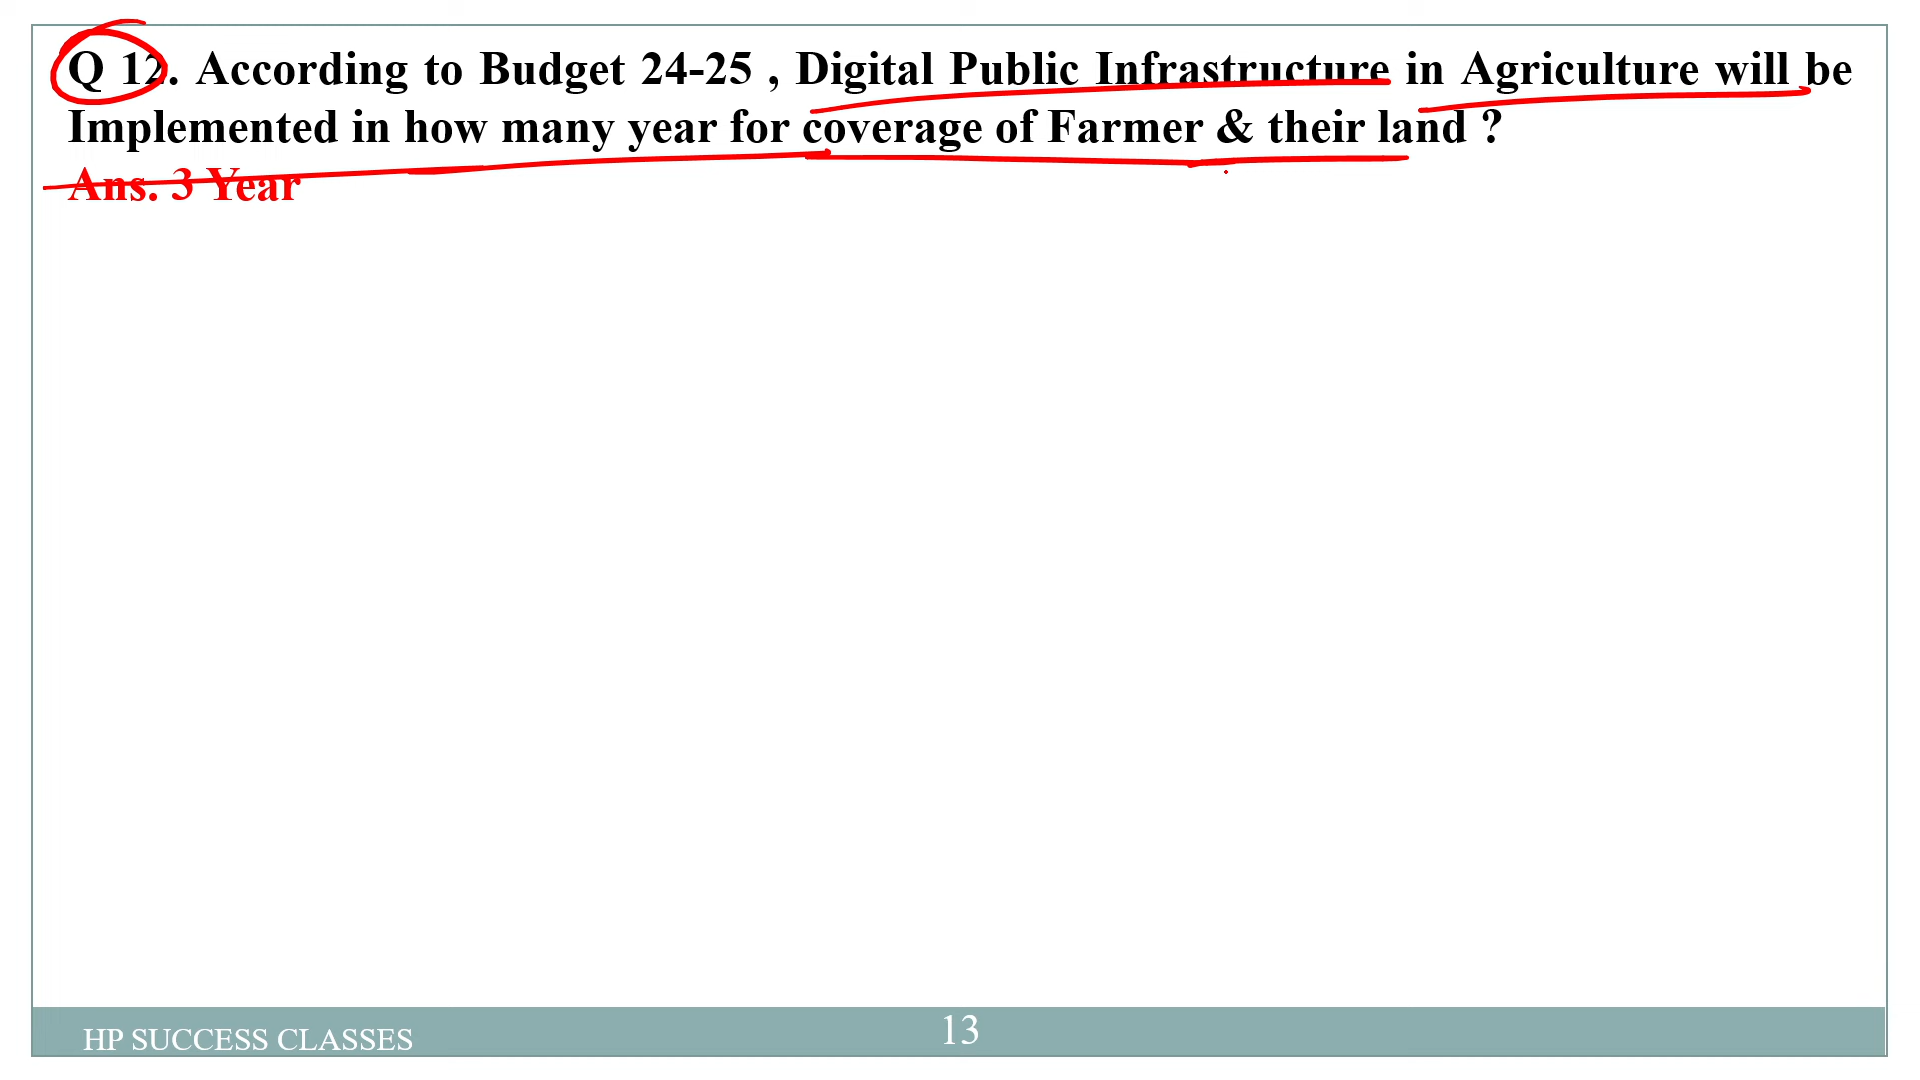 Q 12. According to Budget 24-25 , Digital Public Infrastructure in Agriculture will be
Implemented in how many year for coverage of Farmer & their land ?
Ans. 3 Year
HP SUCCESS CLASSES
13